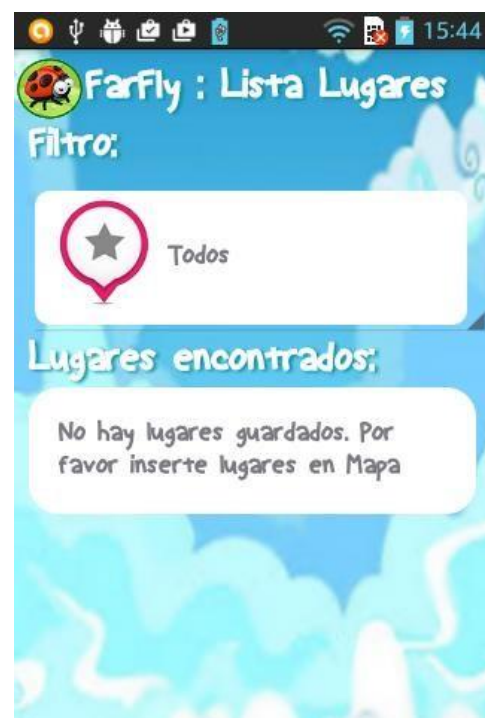 15:44
FarFly : Lista Lugares
Filtro:
Todos
Lugares encontrados:
No hay lugares guardados. Por
favor inserte lugares en Mapa